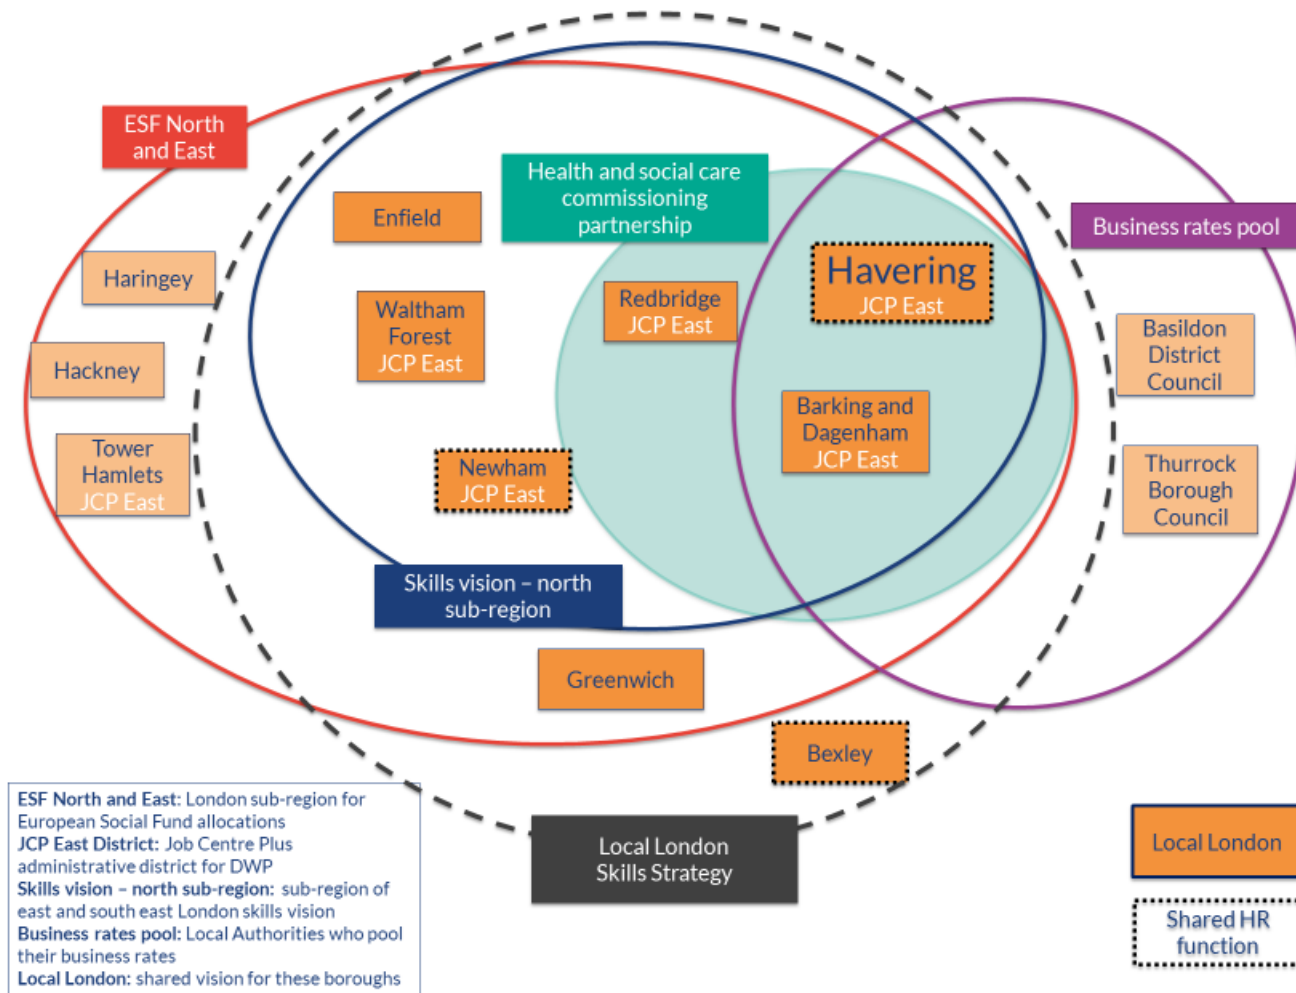 ESF North
and East
Health and social care
commissioning
partnership
Business rates pool
Enfield
Haringey
Havering
JCP East
Redbridge
JCP East
Waltham
Forest
JCP East
Basildon
District
Council
Hackney
Barking and
Dagenham
JCP East
Tower
Hamlets
JCP East
Newham
JCP East
Thurrock
Borough
Council
Skills vision – north
sub-region
Greenwich
Bexley
Local London
Skills Strategy
Local London
Shared HR
function
ESF North and East: London sub-region for
European Social Fund allocations
JCP East District: Job Centre Plus
administrative district for DWP
Skills vision – north sub-region: sub-region of
east and south east London skills vision
Business rates pool: Local Authorities who pool
their business rates
Local London: shared vision for these boroughs